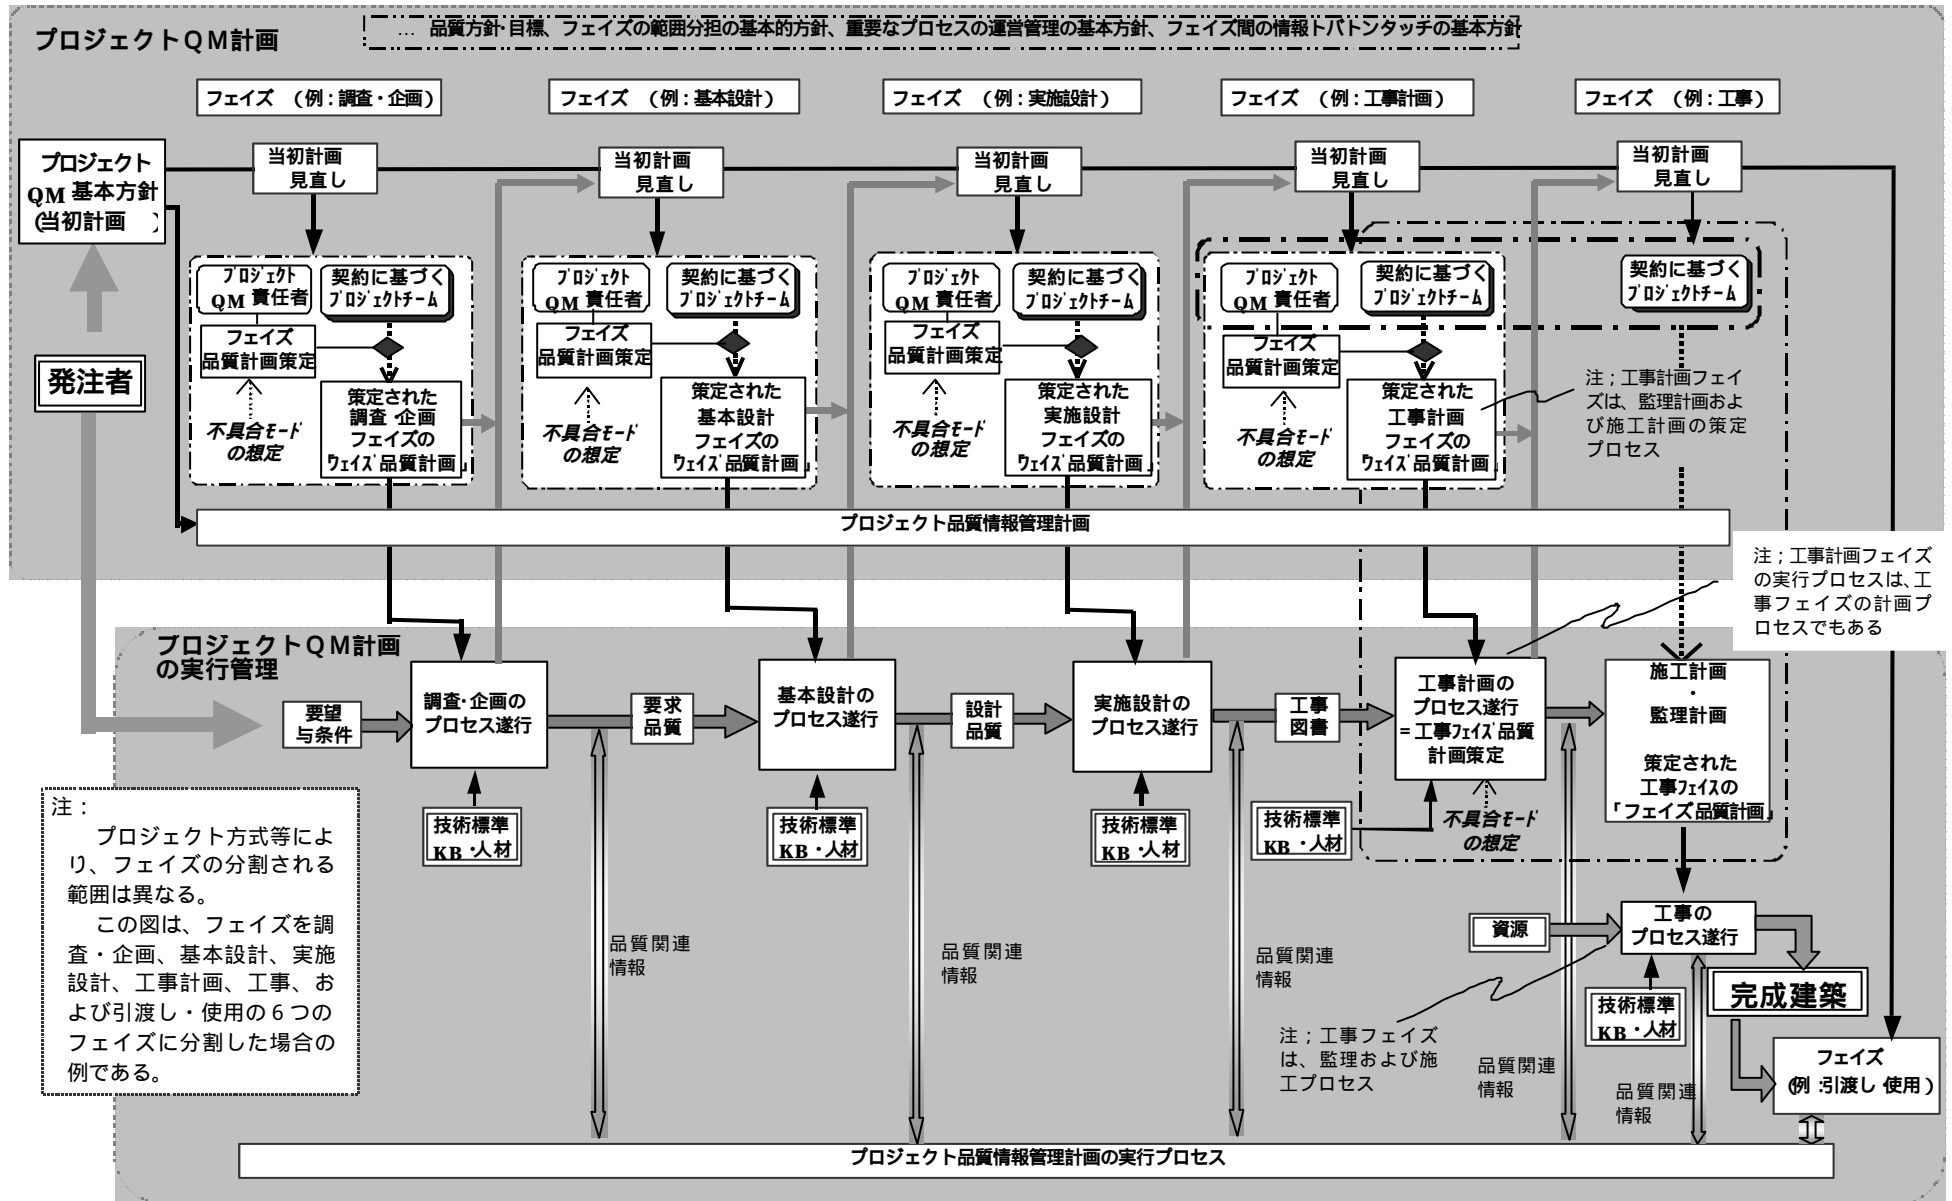 プロジェクトQM計画
… 品質方針・目標、フェイズの範囲分担の基本的方針、重要なプロセスの運営管理の基本方針、フェイズ間の情報トバトンタッチの基本方針
フェイズ （例：調査・企画）
フェイズ （例：基本設計）
フェイズ （例：実施設計）
フェイズ （例：工事計画）
フェイズ （例：工事）
プロジェクト
QM 基本方針
(当初計画 )
当初計画
見直し
当初計画
見直し
当初計画
見直し
当初計画
見直し
当初計画
見直し
発注者
プロジェクト
QM 責任者
契約に基づく
プロジェクトチーム
フェイズ
品質計画策定
不具合モード
の想定
策定された
調査・企画
フェイズの
「フェイズ品質計画」
プロジェクト
QM 責任者
契約に基づく
プロジェクトチーム
フェイズ
品質計画策定
不具合モード
の想定
策定された
基本設計
フェイズの
「フェイズ品質計画」
プロジェクト
QM 責任者
契約に基づく
プロジェクトチーム
フェイズ
品質計画策定
不具合モード
の想定
策定された
実施設計
フェイズの
「フェイズ品質計画」
プロジェクト
QM 責任者
契約に基づく
プロジェクトチーム
フェイズ
品質計画策定
不具合モード
の想定
策定された
工事計画
フェイズの
「フェイズ品質計画」
契約に基づく
プロジェクトチーム
注；工事計画フェイ
ズは、監理計画およ
び施工計画の策定
プロセス
プロジェクト品質情報管理計画
注；工事計画フェイズ
の実行プロセスは、工
事フェイズの計画プ
ロセスでもある
プロジェクトQM計画
の実行管理
要望
与条件
調査・企画の
プロセス遂行
要求
品質
基本設計の
プロセス遂行
設計
品質
実施設計の
プロセス遂行
工事
図書
工事計画の
プロセス遂行
＝工事フェイズ品質
計画策定
施工計画
・
監理計画
策定された
工事フェイズの
「フェイズ品質計画」
技術標準
KB・人材
技術標準
KB・人材
技術標準
KB・人材
技術標準
KB・人材
不具合モード
の想定
注：
プロジェクト方式等によ
り、フェイズの分割される
範囲は異なる。
この図は、フェイズを調
査・企画、基本設計、実施
設計、工事計画、工事、お
よび引渡し・使用の6つの
フェイズに分割した場合の
例である。
品質関連
情報
品質関連
情報
品質関連
情報
資源
工事の
プロセス遂行
技術標準
KB・人材
完成建築
注；工事フェイズ
は、監理および施
工プロセス
品質関連
情報
品質関連
情報
フェイズ
(例:引渡し 使用)
プロジェクト品質情報管理計画の実行プロセス